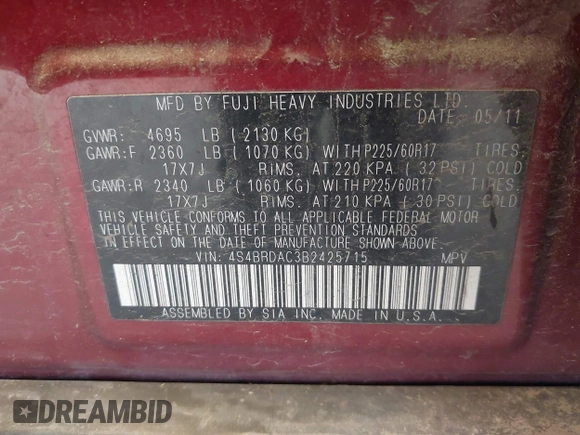 MFD BY FUJI HEAVY INDUSTRIES LTD.
DATE: 05/11
GVWR: 4695 LB ( 2130 KG)
GAWR:F 2360 LB ( 1070 KG) WITH P225/60R17 TIRES.
17X7J RIMS, AT 220 KPA ( 32 PSI) COLD
GAWR:R 2340 LB ( 1060 KG) WITH P225/60R17 TIRES.
17X7J RIMS, AT 210 KPA ( 30 PSI) COLD
THIS VEHICLE CONFORMS TO ALL APPLICABLE FEDERAL MOTOR
VEHICLE SAFETY, AND THEFT PREVENTION STANDARDS
IN EFFECT ON THE DATE OF MANUFACTURE SHOWN ABOVE.
VIN: 4S4BRDAC3B2425715 MPV
ASSEMBLED BY SIA INC. MADE IN U.S.A.
DREAMBID